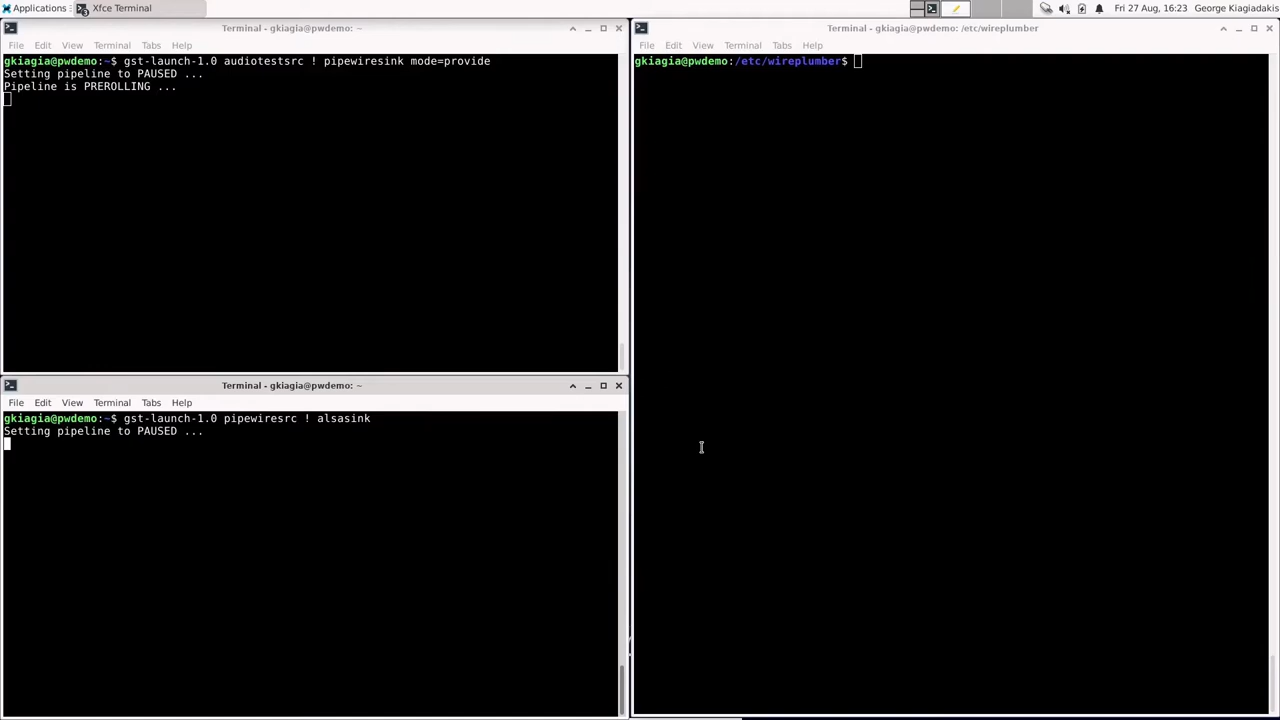 Applications
Xfce Terminal
Fri 27 Aug, 16:23
George Kiagiadakis
Terminal - gkiagia@pwdemo: ~
File Edit View Terminal Tabs Help
gkiagia@pwdemo:~$ gst-launch-1.0 audiotestsrc ! pipewiresink mode=provide
Setting pipeline to PAUSED ...
Pipeline is PREROLLING ...
Terminal - gkiagia@pwdemo: ~
File Edit View Terminal Tabs Help
gkiagia@pwdemo:~$ gst-launch-1.0 pipewiresrc ! alsasink
Setting pipeline to PAUSED ...
Terminal - gkiagia@pwdemo: /etc/wireplumber
File Edit View Terminal Tabs Help
gkiagia@pwdemo:/etc/wireplumber$